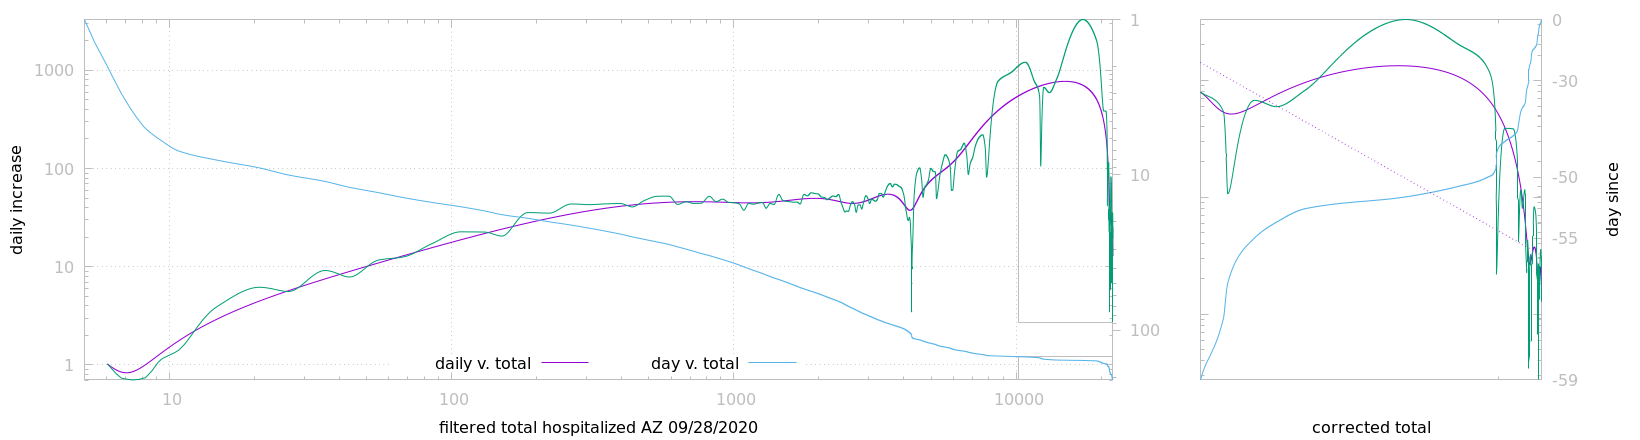 1000
100
10
1
daily increase
daily v. total
day v. total
10
100
1000
10000
filtered total hospitalized AZ 09/28/2020
1
10
100
0
-30
-50
-55
-59
day since
corrected total